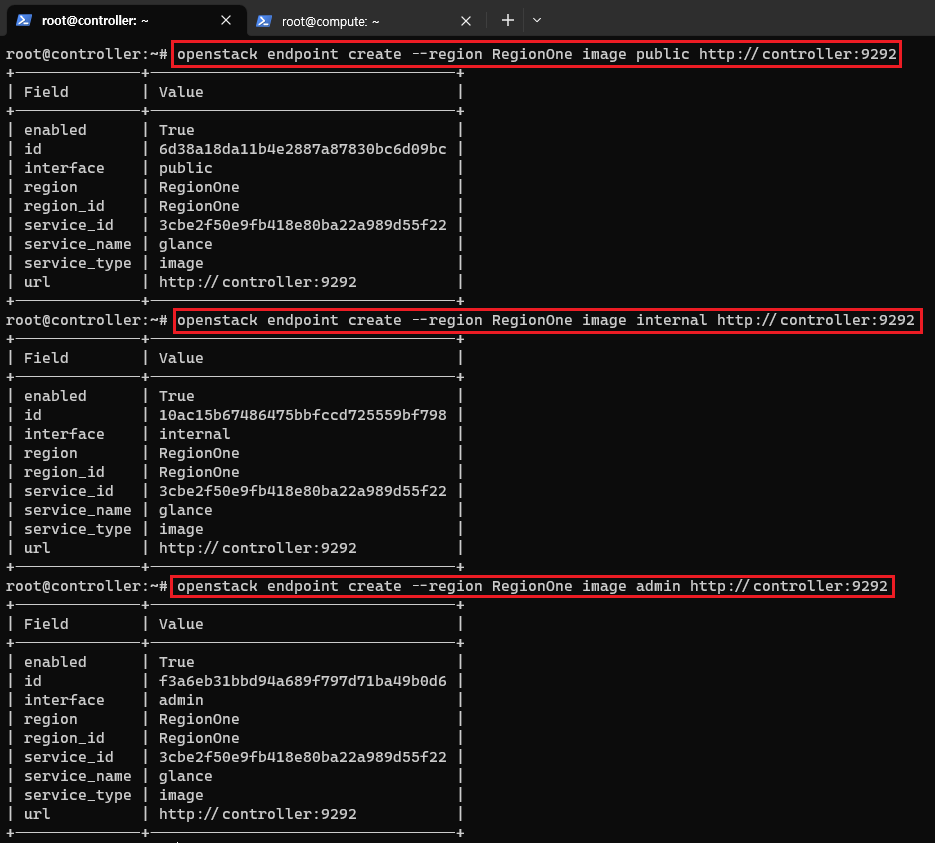 root@controller: ~ root@compute: ~
root@controller:~# openstack endpoint create --region RegionOne image public http://controller:9292
| Field | Value |
| enabled | True |
| id | 6d38a18da11b4e2887a87830bc6d09bc |
| interface | public |
| region | RegionOne |
| region_id | RegionOne |
| service_id | 3cbe2f50e9fb418e80ba22a989d55f22 |
| service_name | glance |
| service_type | image |
| url | http://controller:9292 |
root@controller:~# openstack endpoint create --region RegionOne image internal http://controller:9292
| Field | Value |
| enabled | True |
| id | 10ac15b67486475bbfccd725559bf798 |
| interface | internal |
| region | RegionOne |
| region_id | RegionOne |
| service_id | 3cbe2f50e9fb418e80ba22a989d55f22 |
| service_name | glance |
| service_type | image |
| url | http://controller:9292 |
root@controller:~# openstack endpoint create --region RegionOne image admin http://controller:9292
| Field | Value |
| enabled | True |
| id | f3a6eb31bbd94a689f797d71ba49b0d6 |
| interface | admin |
| region | RegionOne |
| region_id | RegionOne |
| service_id | 3cbe2f50e9fb418e80ba22a989d55f22 |
| service_name | glance |
| service_type | image |
| url | http://controller:9292 |